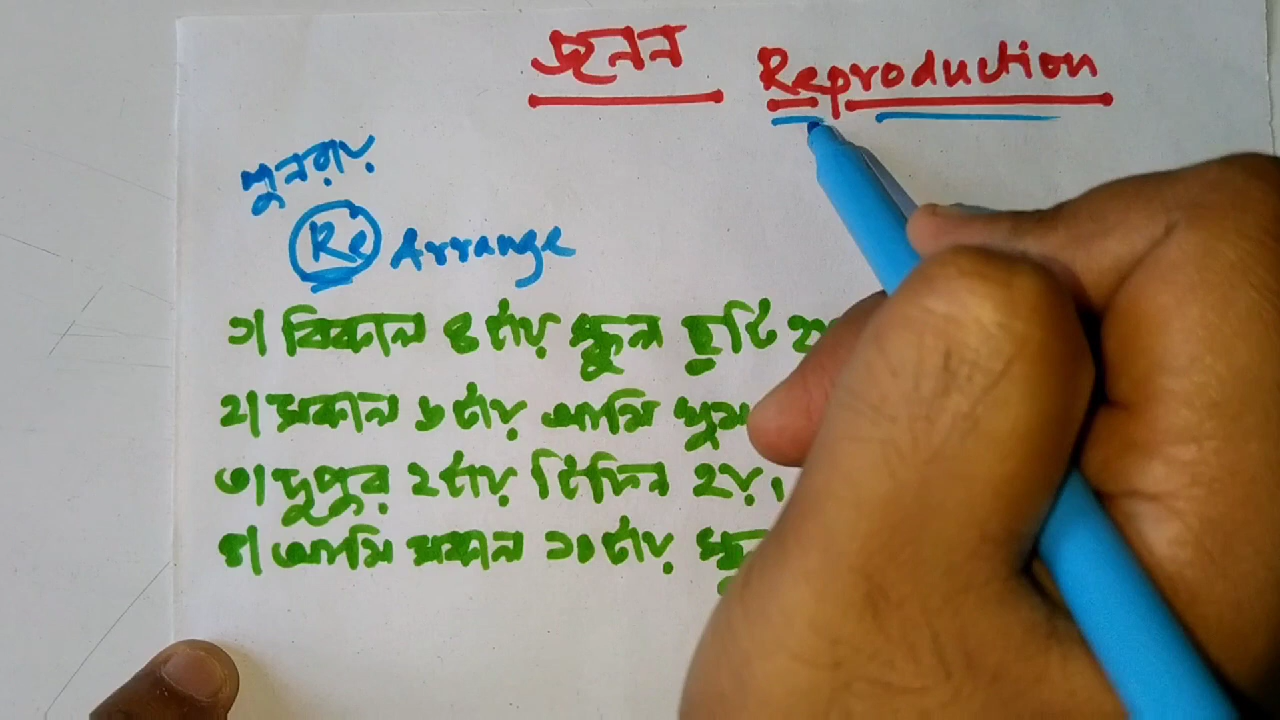 জনন Reproduction
পুনরায়
Re Arrange
১। বিকাল ৪টায় স্কুল ছুটি
২। সকাল ৬টায় আমি
৩। দুপুর ২টায় টিফিন হয়।
৪। আমি সকাল ১০টায়